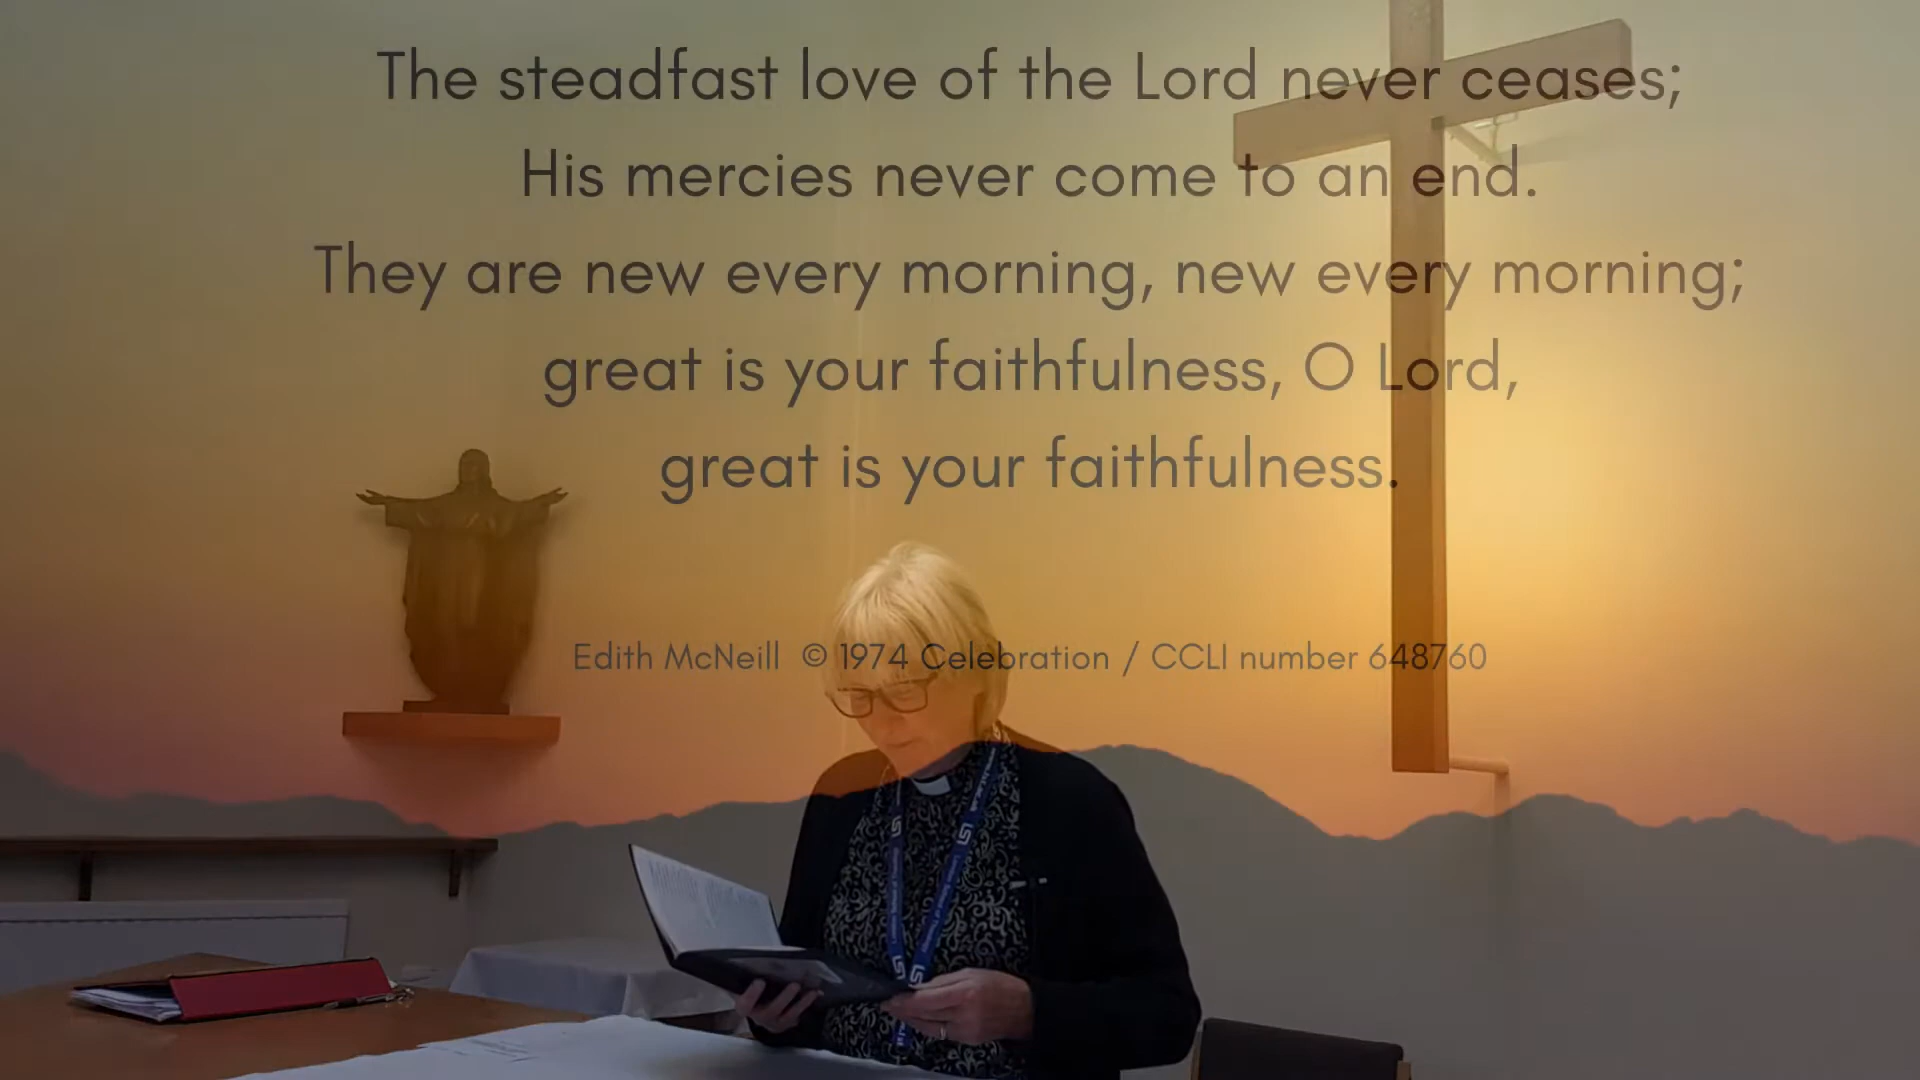 The steadfast love of the Lord never ceases;
His mercies never come to an end.
They are new every morning, new every morning;
great is your faithfulness, O Lord,
great is your faithfulness.
Edith McNeill © 1974 Celebration / CCLI number 648760